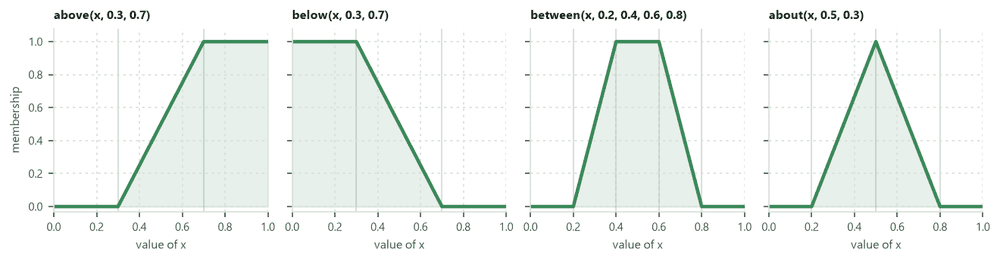 above(x, 0.3, 0.7)
below(x, 0.3, 0.7)
between(x, 0.2, 0.4, 0.6, 0.8)
about(x, 0.5, 0.3)
membership
1.0
0.8
0.6
0.4
0.2
0.0
0.0 0.2 0.4 0.6 0.8 1.0
0.0 0.2 0.4 0.6 0.8 1.0
0.0 0.2 0.4 0.6 0.8 1.0
0.0 0.2 0.4 0.6 0.8 1.0
value of x
value of x
value of x
value of x